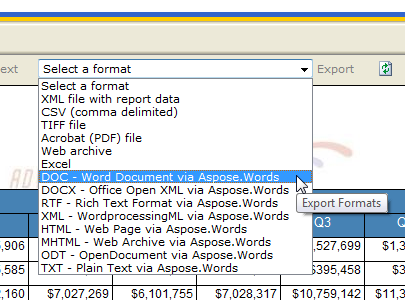 ext Select a format Export
Select a format
XML file with report data
CSV (comma delimited)
TIFF file
Acrobat (PDF) file
Web archive
Excel
DOC - Word Document via Aspose.Words
DOCX - Office Open XML via Aspose.Words
RTF - Rich Text Format via Aspose.Words
Export Formats
XML - WordprocessingML via Aspose.Words
Q3
HTML - Web Page via Aspose.Words
MHTML - Web Archive via Aspose.Words
,906 ,527,699 $1,3
ODT - OpenDocument via Aspose.Words
TXT - Plain Text via Aspose.Words
,585 $395,458 $3
,160 $7,027,269 $6,101,755 $7,028,317 $10,759,142 $11,3